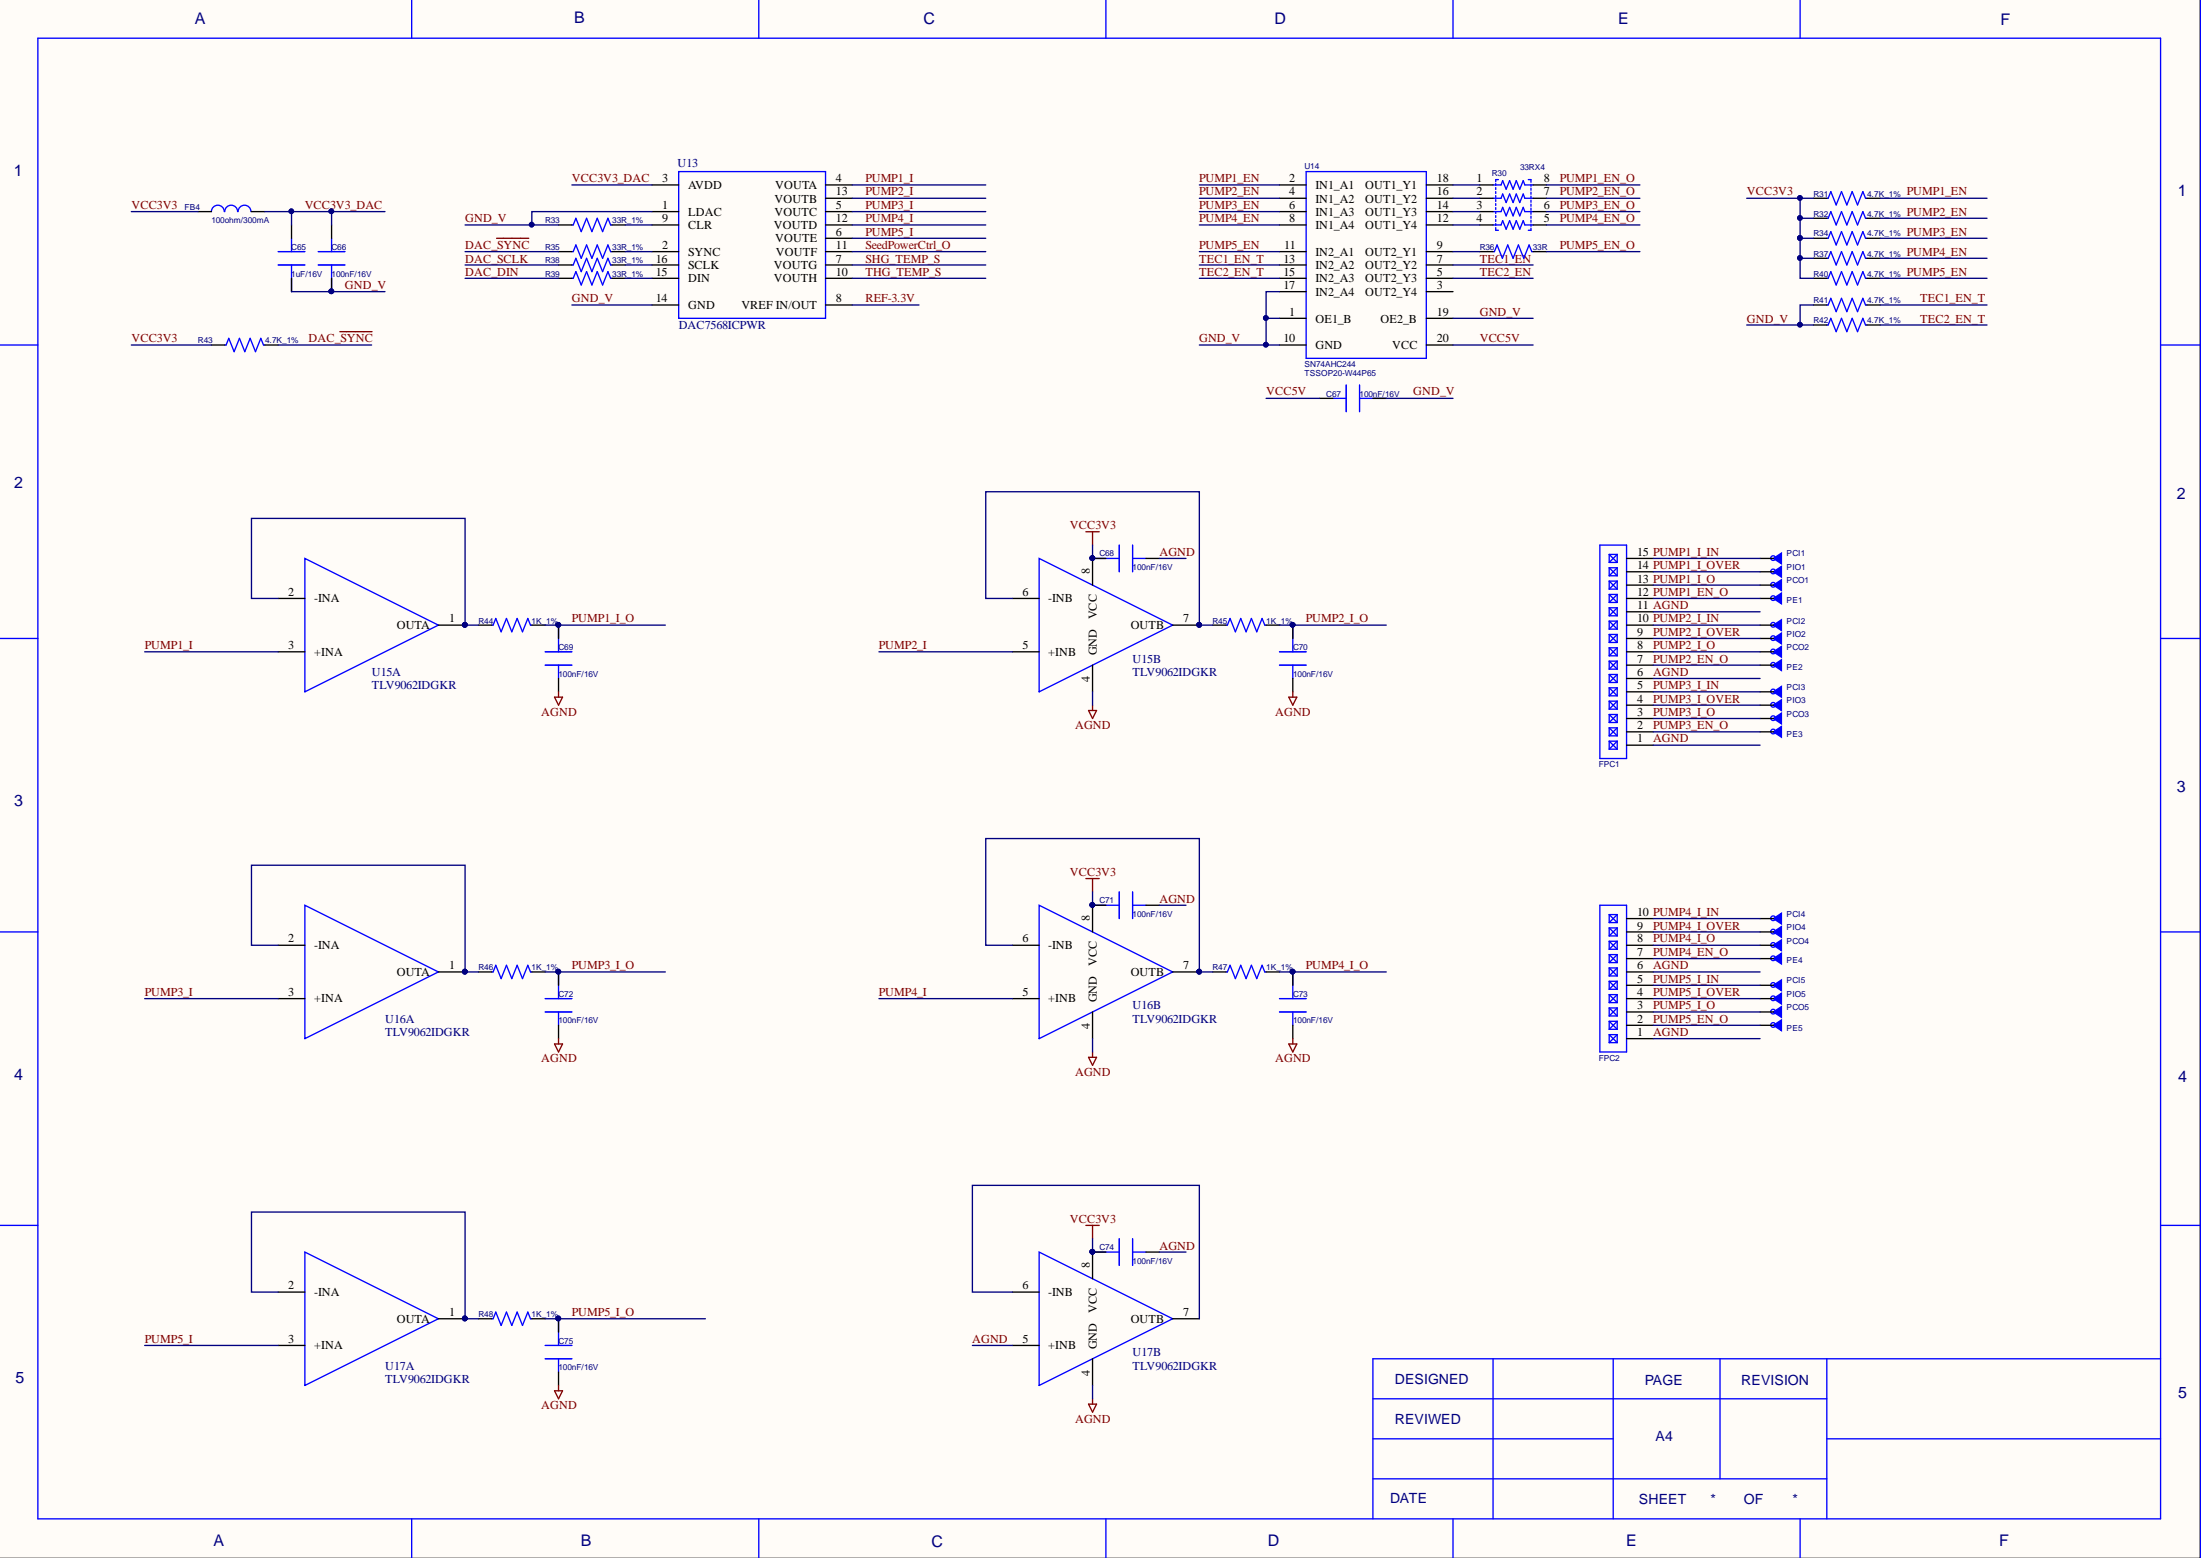 A B C D E F
1 1
2 2
3 3
4 4
5 5
VCC3V3 FB4 VCC3V3_DAC
100ohm/300mA
C65 C66
1uF/16V 100nF/16V
GND_V
VCC3V3 R43 4.7K_1% DAC_SYNC
U13
VCC3V3_DAC 3 AVDD VOUTA 4 PUMP1_I
VOUTB 13 PUMP2_I
1 LDAC VOUTC 5 PUMP3_I
GND_V R33 33R_1% 9 CLR VOUTD 12 PUMP4_I
VOUTE 6 PUMP5_I
DAC_SYNC R35 33R_1% 2 SYNC VOUTF 11 SeedPowerCtrl_O
DAC_SCLK R38 33R_1% 16 SCLK VOUTG 7 SHG_TEMP_S
DAC_DIN R39 33R_1% 15 DIN VOUTH 10 THG_TEMP_S
GND_V 14 GND VREF IN/OUT 8 REF-3.3V
DAC7568ICPWR
U14 R30 33RX4
PUMP1_EN 2 IN1_A1 OUT1_Y1 18 1 8 PUMP1_EN_O
PUMP2_EN 4 IN1_A2 OUT1_Y2 16 2 7 PUMP2_EN_O
PUMP3_EN 6 IN1_A3 OUT1_Y3 14 3 6 PUMP3_EN_O
PUMP4_EN 8 IN1_A4 OUT1_Y4 12 4 5 PUMP4_EN_O
PUMP5_EN 11 IN2_A1 OUT2_Y1 9 R36 33R PUMP5_EN_O
TEC1_EN_T 13 IN2_A2 OUT2_Y2 7 TEC1_EN
TEC2_EN_T 15 IN2_A3 OUT2_Y3 5 TEC2_EN
17 IN2_A4 OUT2_Y4 3
1 OE1_B OE2_B 19 GND_V
GND_V 10 GND VCC 20 VCC5V
SN74AHC244
TSSOP20-W44P65
VCC5V C67 100nF/16V GND_V
VCC3V3 R31 4.7K_1% PUMP1_EN
R32 4.7K_1% PUMP2_EN
R34 4.7K_1% PUMP3_EN
R37 4.7K_1% PUMP4_EN
R40 4.7K_1% PUMP5_EN
R41 4.7K_1% TEC1_EN_T
GND_V R42 4.7K_1% TEC2_EN_T
2 -INA
OUTA 1 R44 1K_1% PUMP1_I_O
PUMP1_I 3 +INA
C69
U15A
TLV9062IDGKR
100nF/16V
AGND
VCC3V3
C68 AGND
100nF/16V
8
6 -INB VCC
OUTB 7 R45 1K_1% PUMP2_I_O
PUMP2_I 5 +INB GND
C70
U15B
TLV9062IDGKR
100nF/16V
4
AGND
AGND
15 PUMP1_I_IN PCI1
14 PUMP1_I_OVER PIO1
13 PUMP1_I_O PCO1
12 PUMP1_EN_O PE1
11 AGND
10 PUMP2_I_IN PCI2
9 PUMP2_I_OVER PIO2
8 PUMP2_I_O PCO2
7 PUMP2_EN_O PE2
6 AGND
5 PUMP3_I_IN PCI3
4 PUMP3_I_OVER PIO3
3 PUMP3_I_O PCO3
2 PUMP3_EN_O PE3
1 AGND
FPC1
2 -INA
OUTA 1 R46 1K_1% PUMP3_I_O
PUMP3_I 3 +INA
C72
U16A
TLV9062IDGKR
100nF/16V
AGND
VCC3V3
C71 AGND
100nF/16V
8
6 -INB VCC
OUTB 7 R47 1K_1% PUMP4_I_O
PUMP4_I 5 +INB GND
C73
U16B
TLV9062IDGKR
100nF/16V
4
AGND
AGND
10 PUMP4_I_IN PCI4
9 PUMP4_I_OVER PIO4
8 PUMP4_I_O PCO4
7 PUMP4_EN_O PE4
6 AGND
5 PUMP5_I_IN PCI5
4 PUMP5_I_OVER PIO5
3 PUMP5_I_O PCO5
2 PUMP5_EN_O PE5
1 AGND
FPC2
2 -INA
OUTA 1 R48 1K_1% PUMP5_I_O
PUMP5_I 3 +INA
C75
U17A
TLV9062IDGKR
100nF/16V
AGND
VCC3V3
C74 AGND
100nF/16V
8
6 -INB VCC
OUTB 7
AGND 5 +INB GND
U17B
TLV9062IDGKR
4
AGND
DESIGNED PAGE REVISION
REVIWED
A4
DATE SHEET * OF *
A B C D E F